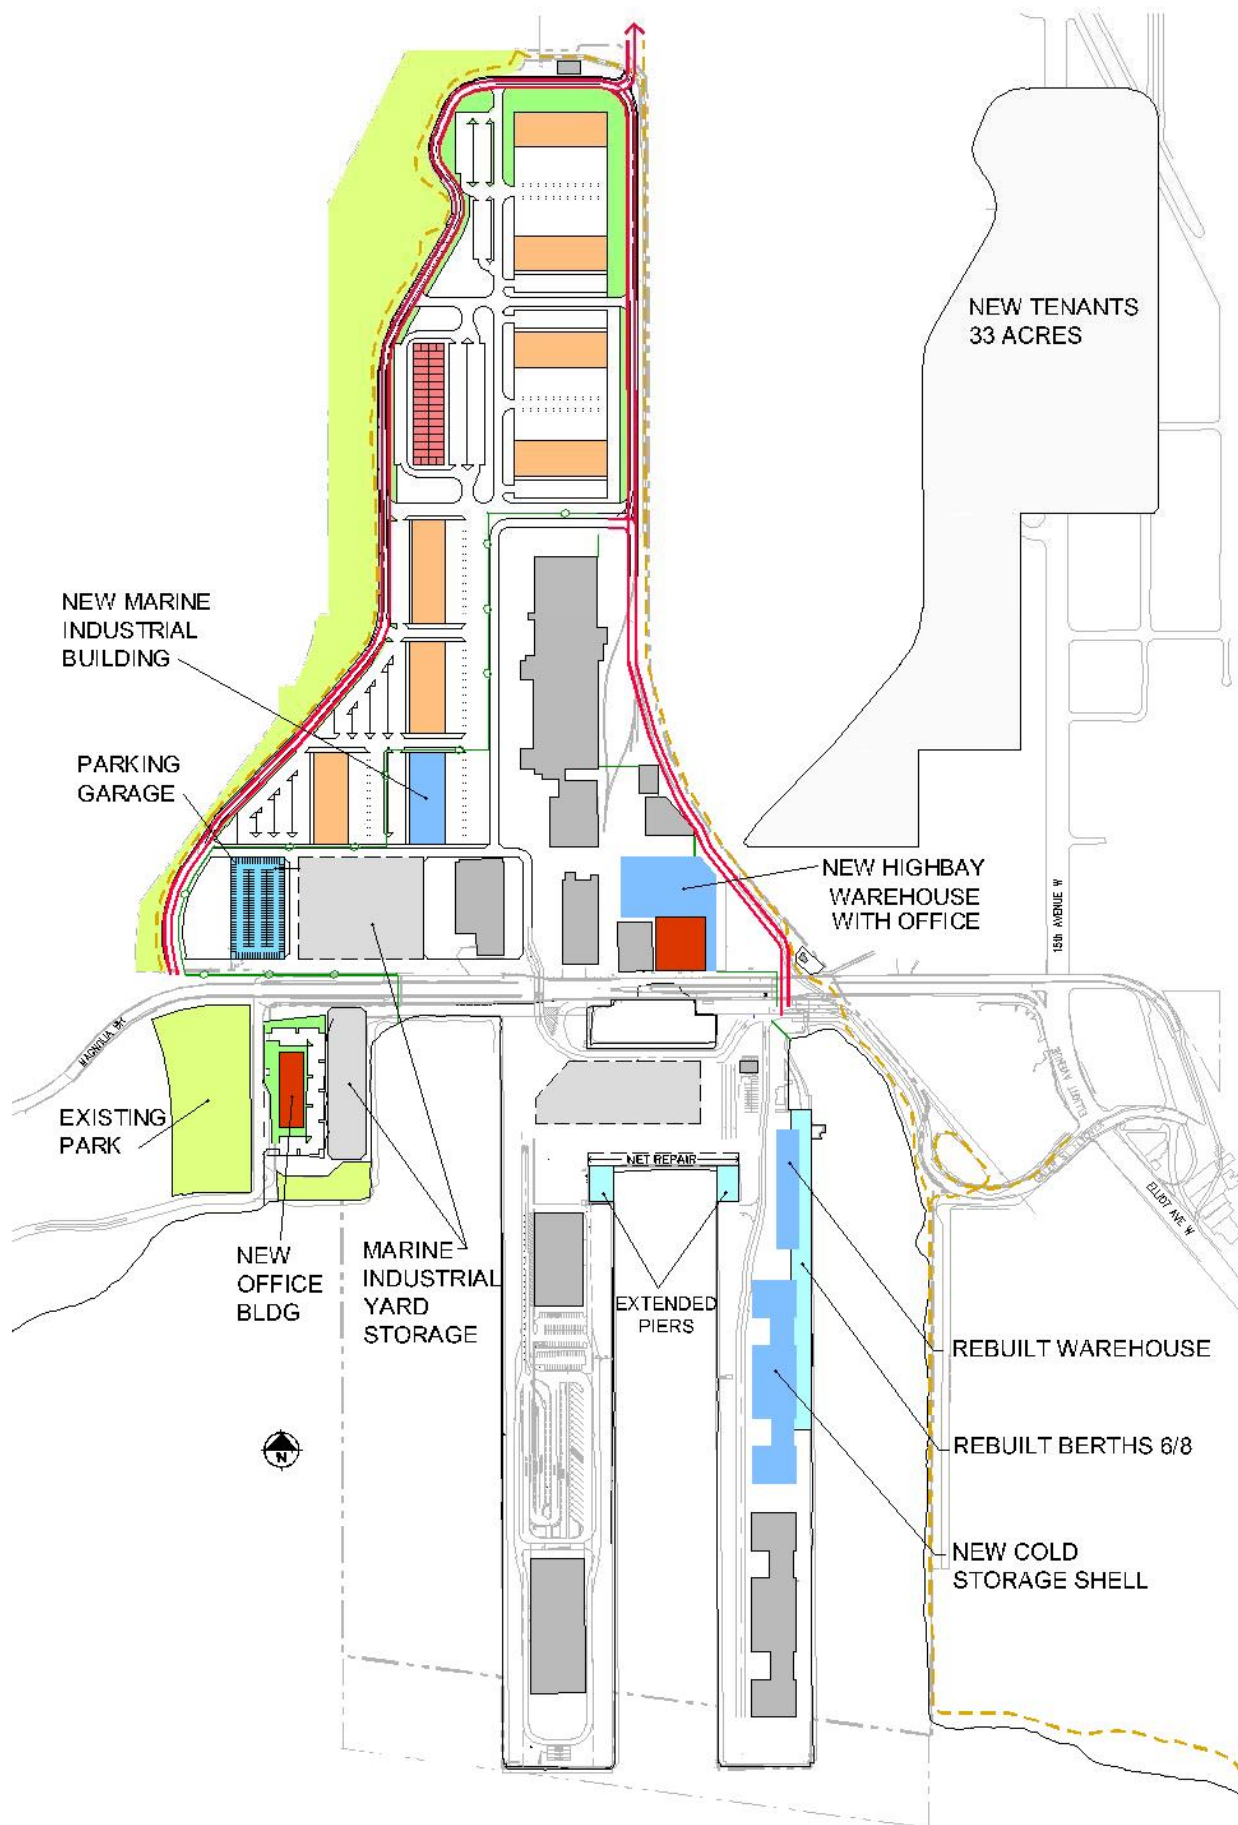 NEW TENANTS
33 ACRES
NEW MARINE
INDUSTRIAL
BUILDING
PARKING
GARAGE
NEW HIGHBAY
WAREHOUSE
WITH OFFICE
15th AVENUE W
MAGNOLIA BR
ELLIOTT AVENUE
EXISTING
PARK
NET REPAIR
ELLIOT AVE W
NEW
OFFICE
BLDG
MARINE
INDUSTRIAL
YARD
STORAGE
EXTENDED
PIERS
REBUILT WAREHOUSE
REBUILT BERTHS 6/8
N
NEW COLD
STORAGE SHELL